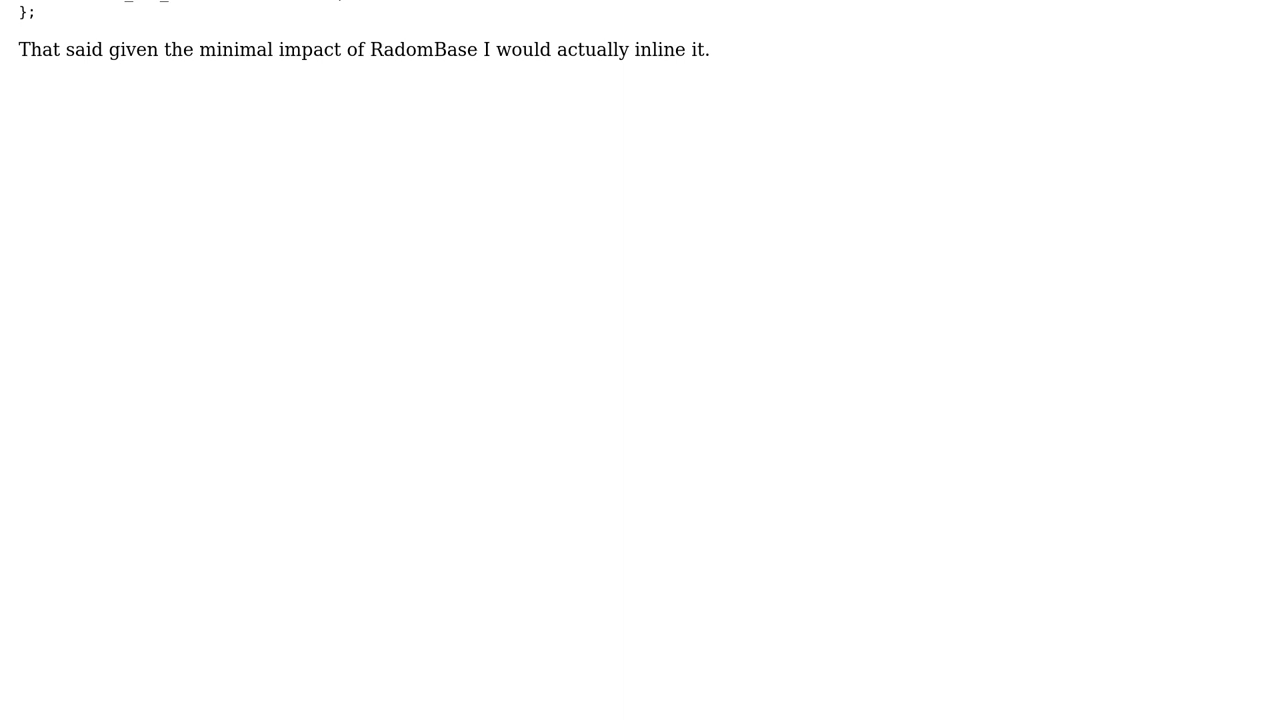 };
That said given the minimal impact of RadomBase I would actually inline it.